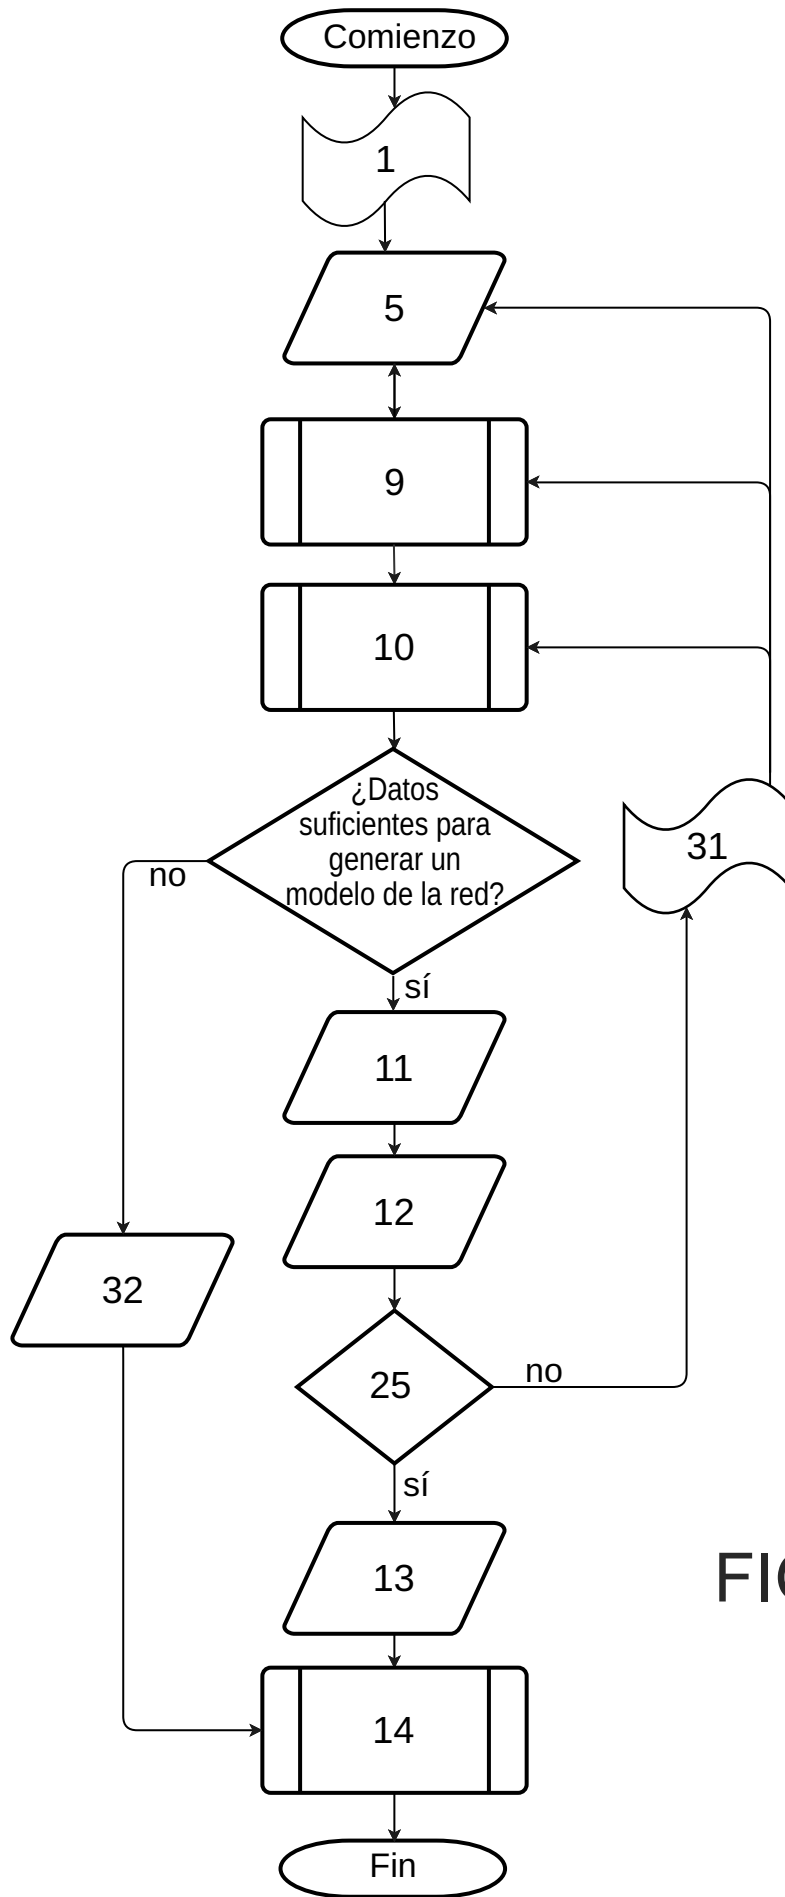 Comienzo
1
5
9
10
¿Datos
suficientes para
generar un
modelo de la red?
31
no
sí
11
12
32
25
no
sí
13
FI
14
Fin